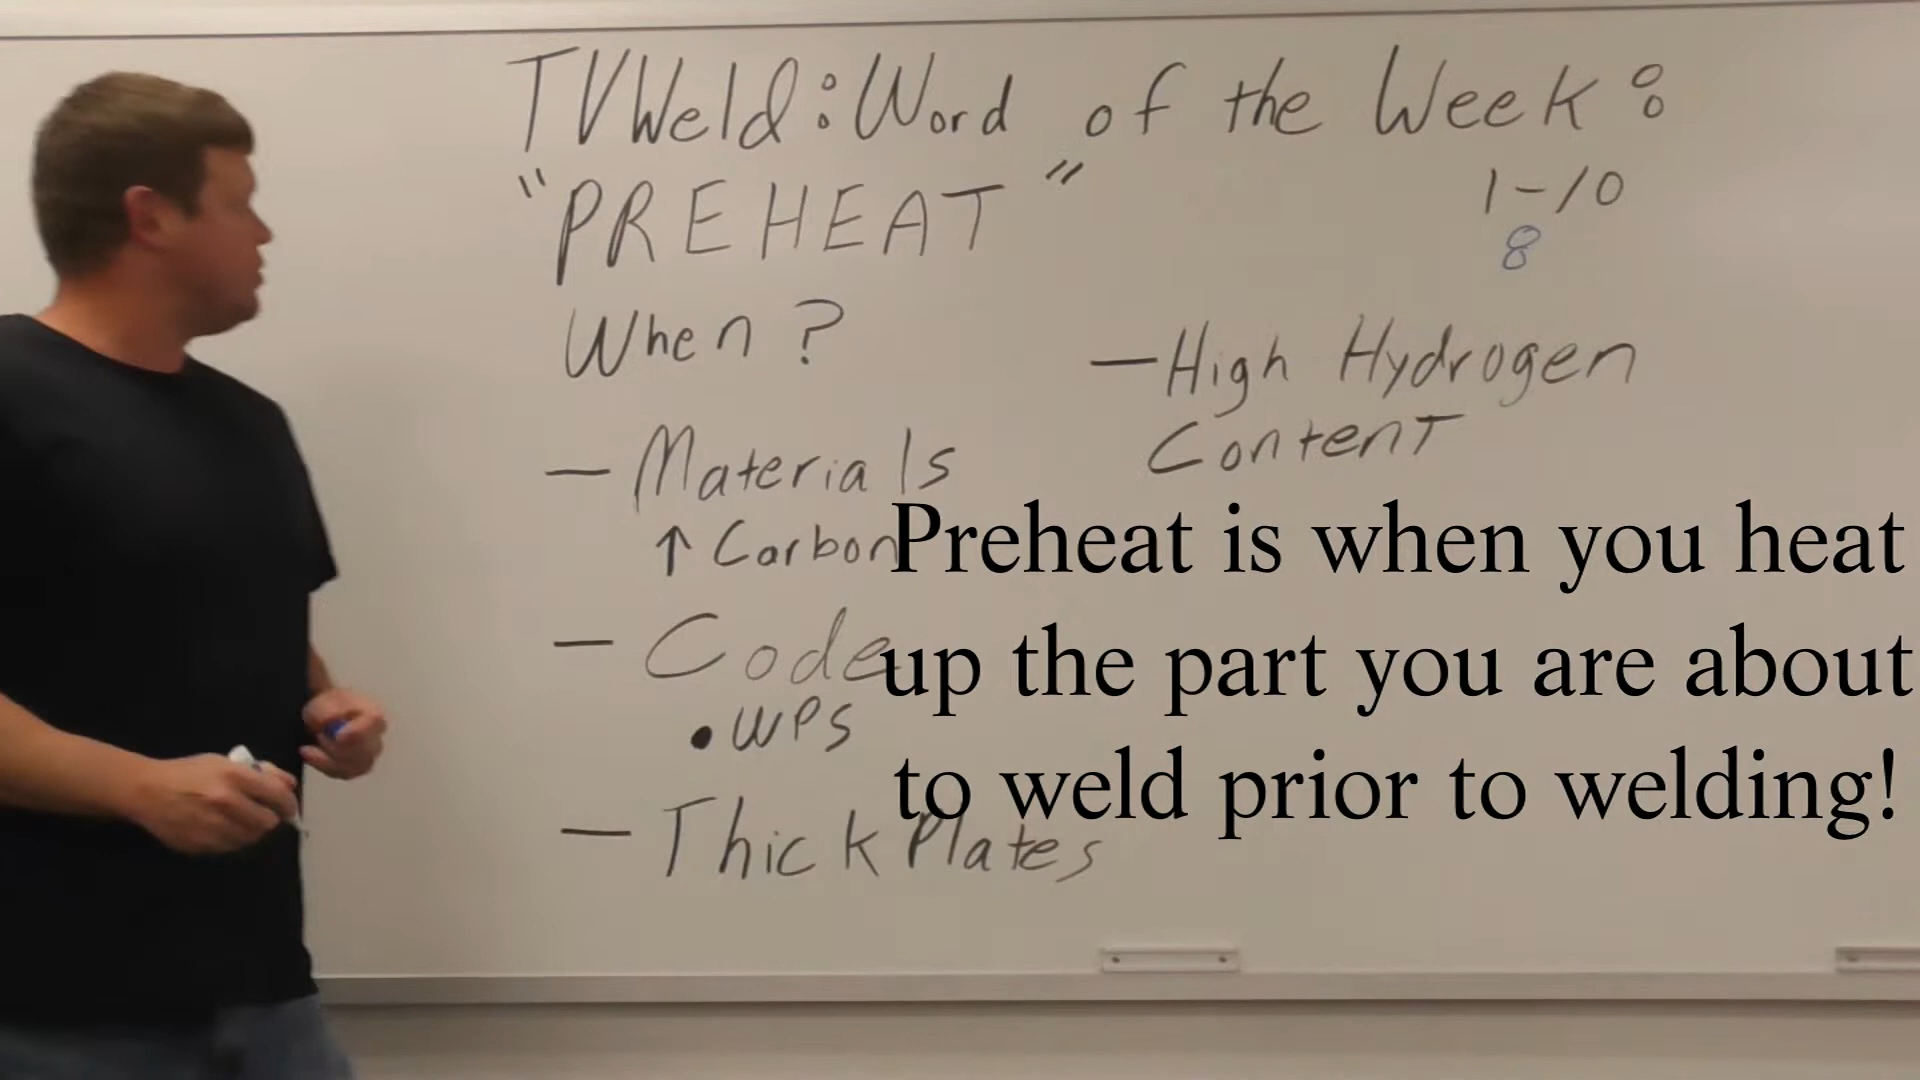 TVWeld: Word of the Week:
"PREHEAT"
1-10
8
When?
- Materials
↑ Carbon
- Code
• WPS
- Thick Plates
- High Hydrogen
Content
Preheat is when you heat
up the part you are about
to weld prior to welding!